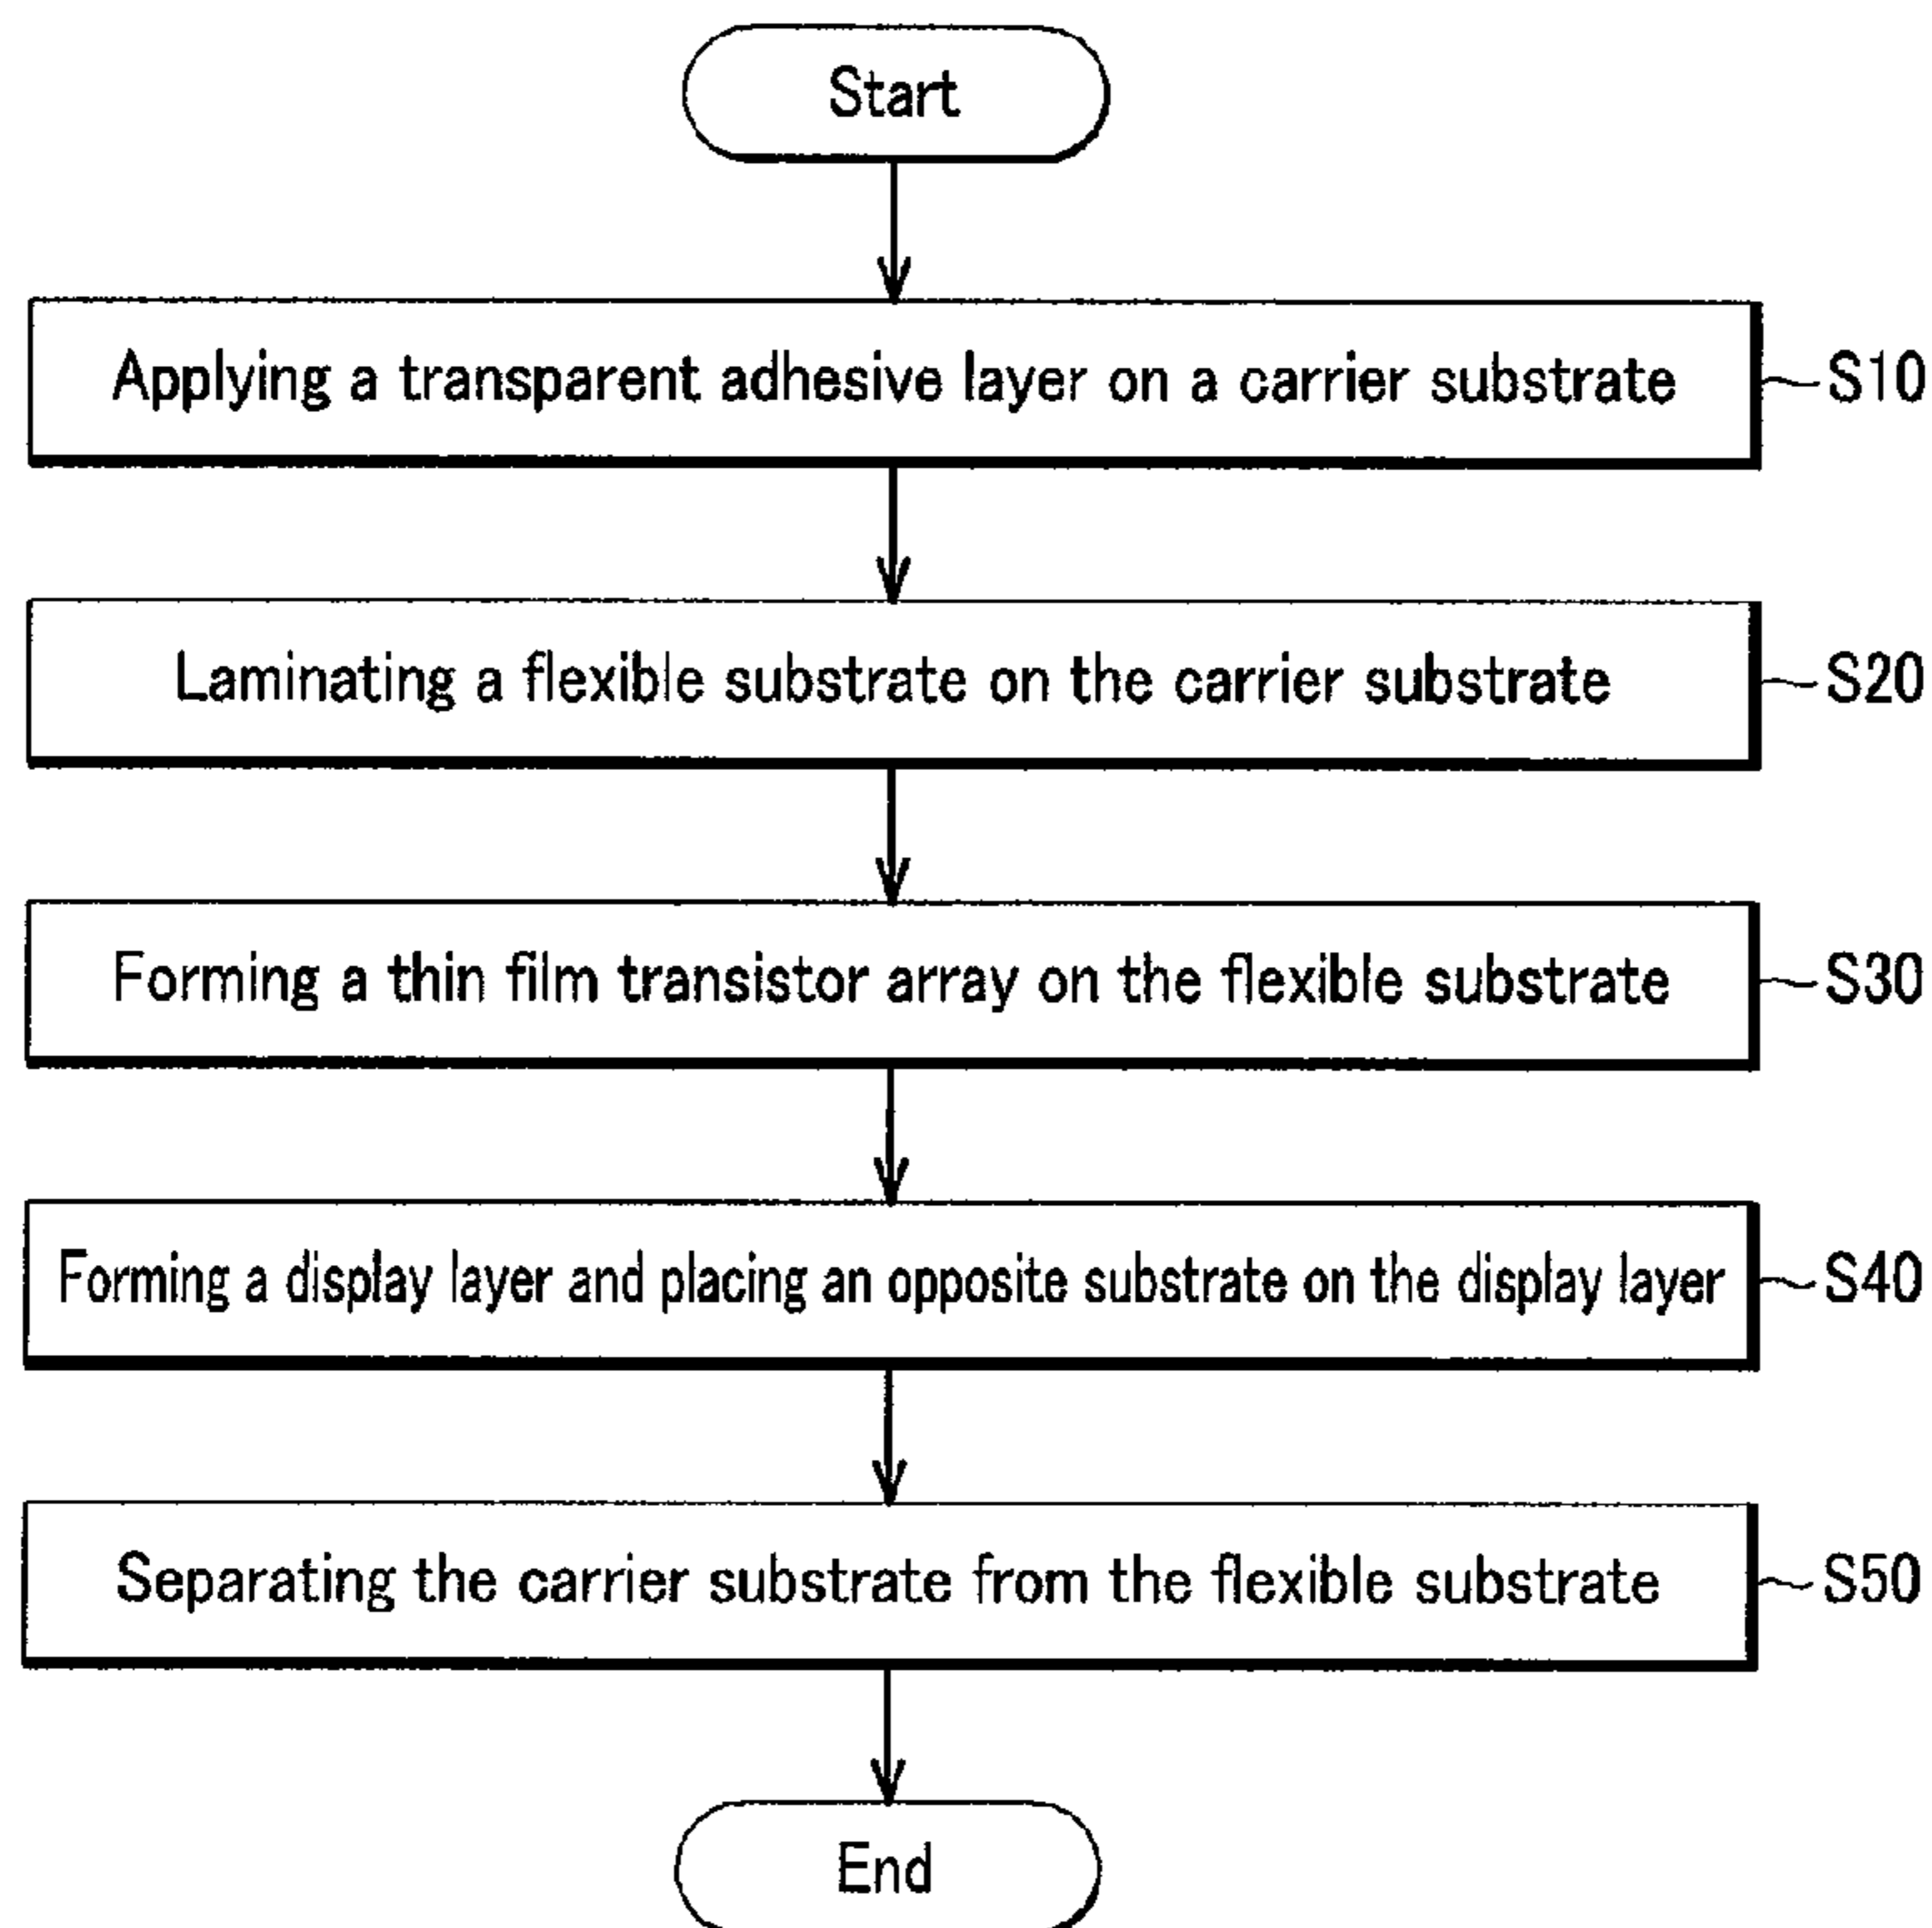 Start
Applying a transparent adhesive layer on a carrier substrate
S10
Laminating a flexible substrate on the carrier substrate
S20
Forming a thin film transistor array on the flexible substrate
S30
Forming a display layer and placing an opposite substrate on the display layer
S40
Separating the carrier substrate from the flexible substrate
S50
End